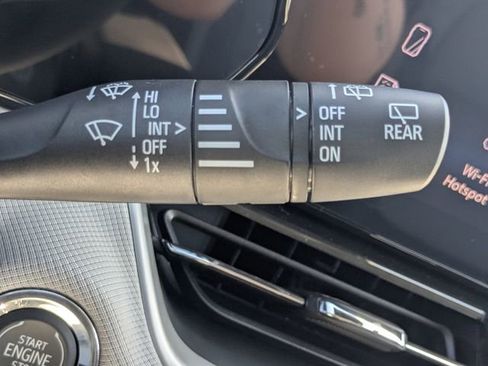 HI
LO
INT >
OFF
1x
>
OFF
INT
ON
REAR
Wi-Fi
Hotspot
START
ENGINE